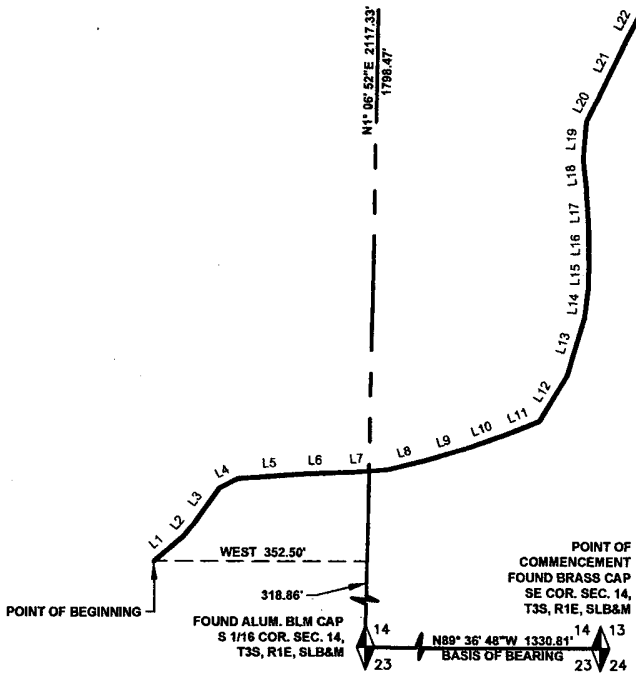 N1° 06' 52"E 2117.33'
1798.47'
L22
L21
L20
L19
L18
L17
L16
L15
L14
L13
L12
L11
L10
L9
L8
L7
L6
L5
L4
L3
L2
L1
WEST 352.50'
POINT OF BEGINNING
318.86'
FOUND ALUM. BLM CAP
S 1/16 COR. SEC. 14,
T3S, R1E, SLB&M
14
23
N89° 36' 48"W 1330.81'
BASIS OF BEARING
POINT OF
COMMENCEMENT
FOUND BRASS CAP
SE COR. SEC. 14,
T3S, R1E, SLB&M
14 13
23 24